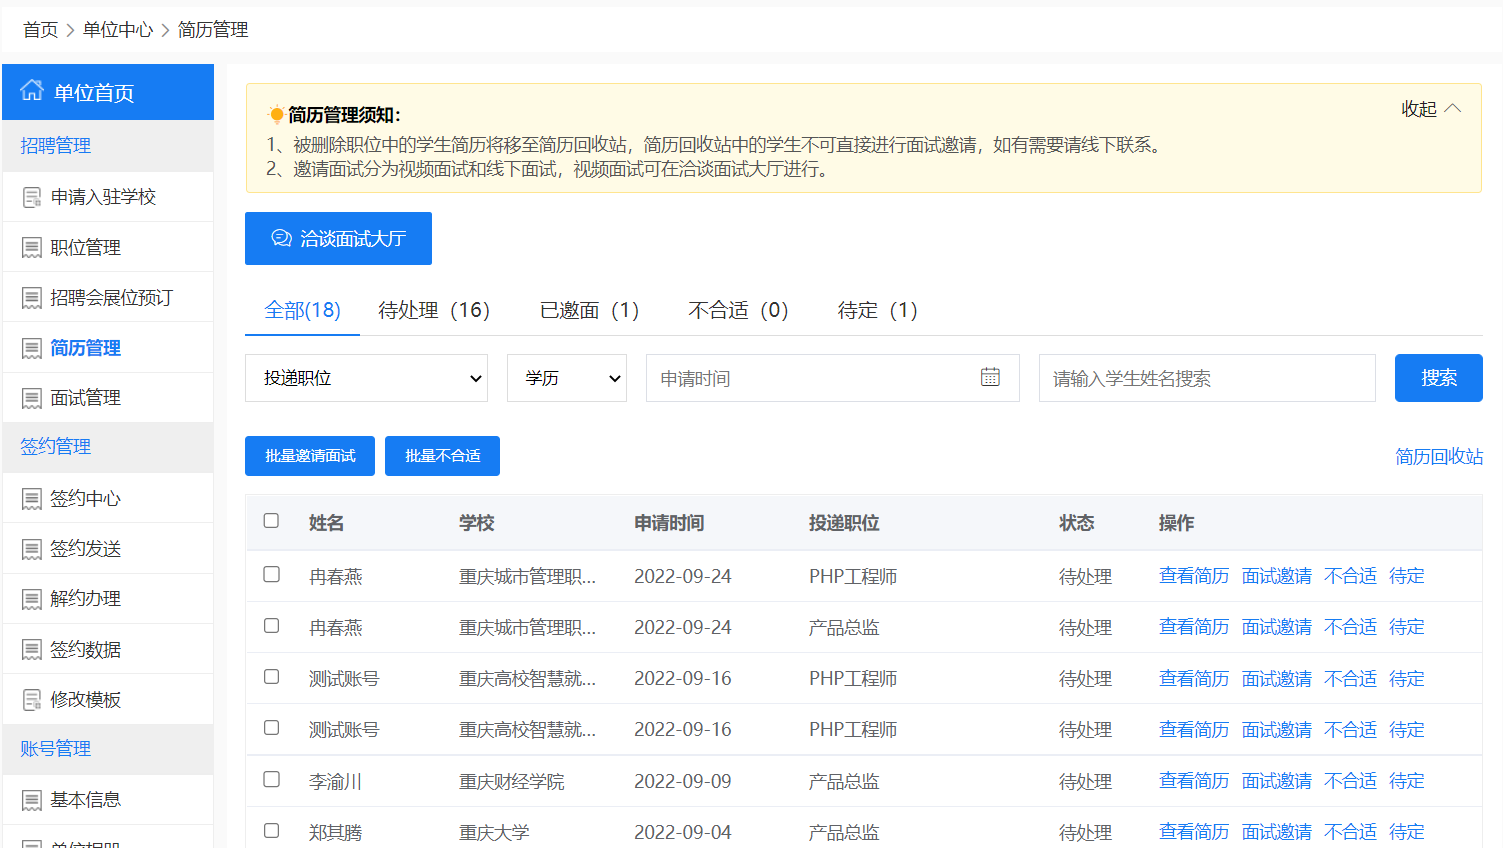 首页 > 单位中心 > 简历管理
单位首页
招聘管理
申请入驻学校
职位管理
招聘会展位预订
简历管理
面试管理
签约管理
签约中心
签约发送
解约办理
签约数据
修改模板
账号管理
基本信息
简历管理须知：
收起
1、被删除职位中的学生简历将移至简历回收站，简历回收站中的学生不可直接进行面试邀请，如有需要请线下联系。
2、邀请面试分为视频面试和线下面试，视频面试可在洽谈面试大厅进行。
洽谈面试大厅
全部(18) 待处理（16） 已邀面（1） 不合适（0） 待定（1）
投递职位 学历 申请时间 请输入学生姓名搜索 搜索
批量邀请面试 批量不合适 简历回收站
姓名 学校 申请时间 投递职位 状态 操作
冉春燕 重庆城市管理职... 2022-09-24 PHP工程师 待处理 查看简历 面试邀请 不合适 待定
冉春燕 重庆城市管理职... 2022-09-24 产品总监 待处理 查看简历 面试邀请 不合适 待定
测试账号 重庆高校智慧就... 2022-09-16 PHP工程师 待处理 查看简历 面试邀请 不合适 待定
测试账号 重庆高校智慧就... 2022-09-16 PHP工程师 待处理 查看简历 面试邀请 不合适 待定
李渝川 重庆财经学院 2022-09-09 产品总监 待处理 查看简历 面试邀请 不合适 待定
郑其腾 重庆大学 2022-09-04 产品总监 待处理 查看简历 面试邀请 不合适 待定